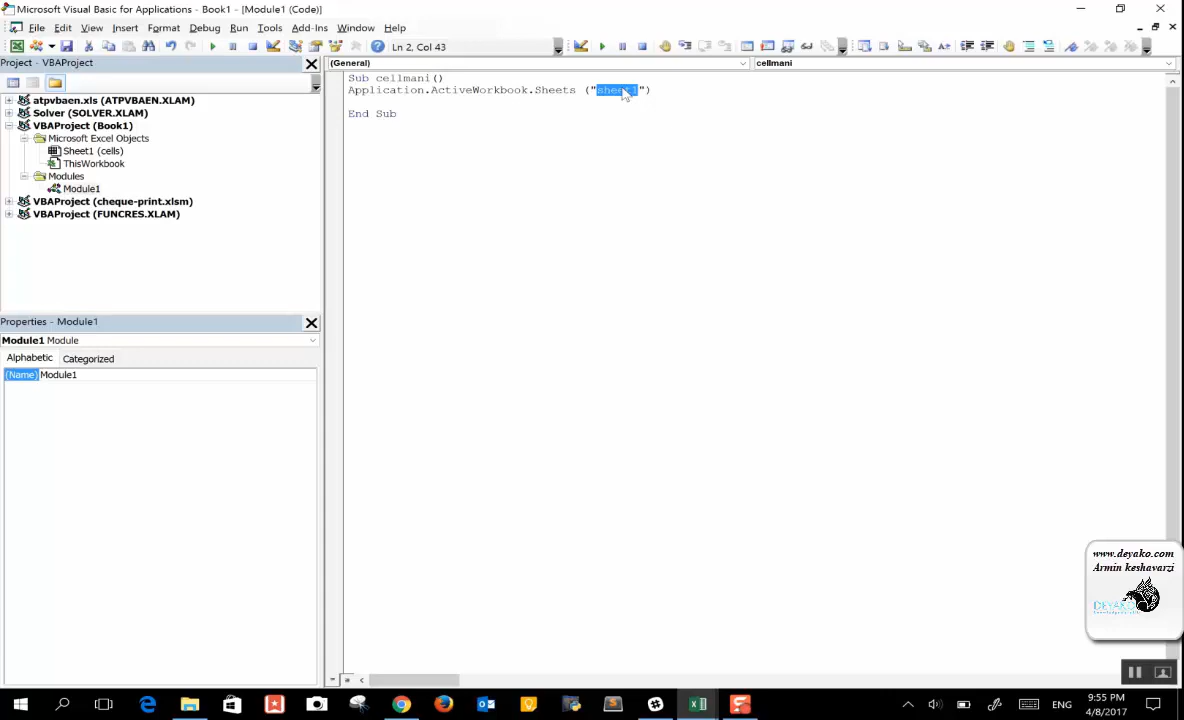 Microsoft Visual Basic for Applications - Book1 - [Module1 (Code)]
File Edit View Insert Format Debug Run Tools Add-Ins Window Help
Ln 2, Col 43
Project - VBAProject
(General)
cellmani
Sub cellmani()
Application.ActiveWorkbook.Sheets ("sheet1")
End Sub
atpvbaen.xls (ATPVBAEN.XLAM)
Solver (SOLVER.XLAM)
VBAProject (Book1)
Microsoft Excel Objects
Sheet1 (cells)
ThisWorkbook
Modules
Module1
VBAProject (cheque-print.xlsm)
VBAProject (FUNCRES.XLAM)
Properties - Module1
Module1 Module
Alphabetic Categorized
(Name) Module1
www.deyako.com
Armin keshavarzi
DEYAKO
ENG
9:55 PM
4/8/2017